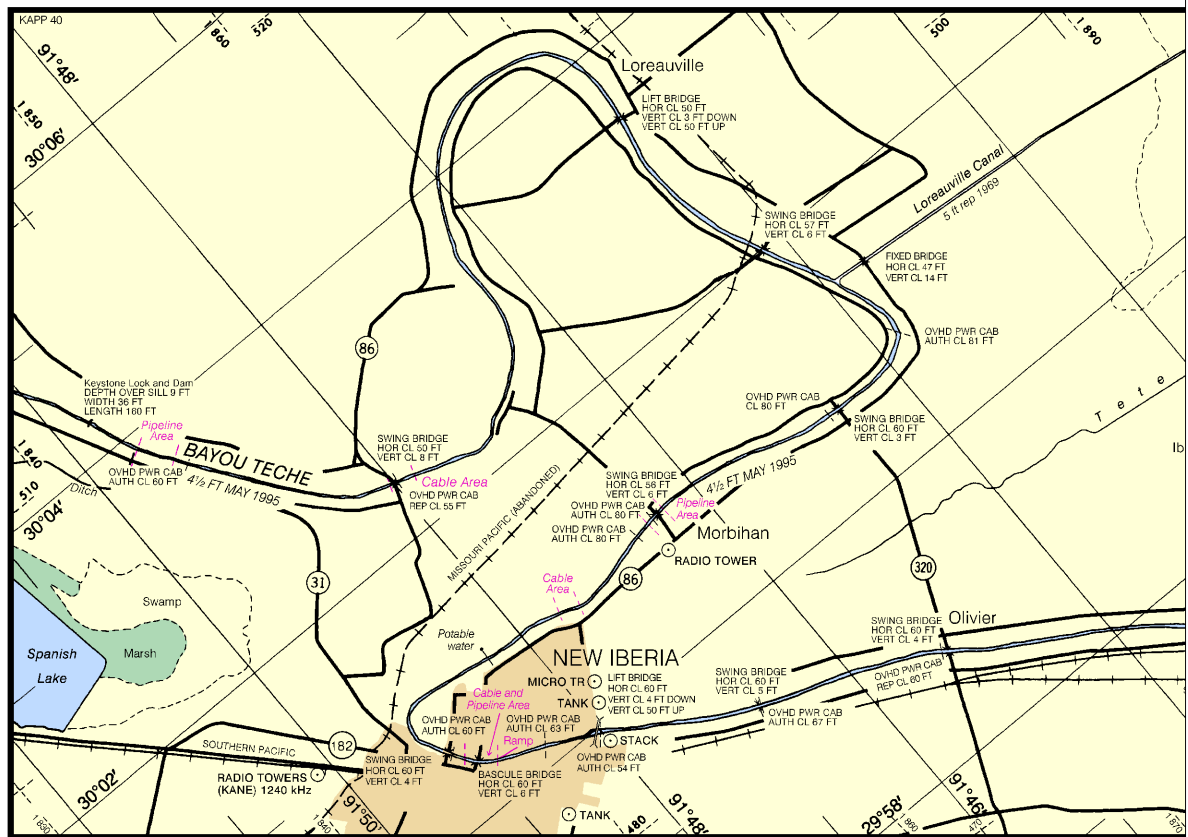 KAPP 40
860
520
500
1 890
91°48′
1 850
30°06′
Loreauville
LIFT BRIDGE
HOR CL 50 FT
VERT CL 3 FT DOWN
VERT CL 50 FT UP
Loreauville Canal
5 ft rep 1969
SWING BRIDGE
HOR CL 57 FT
VERT CL 6 FT
FIXED BRIDGE
HOR CL 47 FT
VERT CL 14 FT
OVHD PWR CAB
AUTH CL 81 FT
86
Keystone Lock and Dam
DEPTH OVER SILL 9 FT
WIDTH 36 FT
LENGTH 160 FT
Pipeline
Area
OVHD PWR CAB
CL 80 FT
SWING BRIDGE
HOR CL 60 FT
VERT CL 3 FT
T e t e
Ib
1 840
510
30°04′
BAYOU TECHE
OVHD PWR CAB
AUTH CL 60 FT
Ditch
4½ FT MAY 1995
SWING BRIDGE
HOR CL 50 FT
VERT CL 8 FT
Cable Area
OVHD PWR CAB
REP CL 55 FT
MISSOURI PACIFIC (ABANDONED)
SWING BRIDGE
HOR CL 56 FT
VERT CL 6 FT
OVHD PWR CAB
AUTH CL 80 FT
OVHD PWR CAB
AUTH CL 80 FT
Pipeline
Area
4½ FT MAY 1995
Morbihan
RADIO TOWER
86
320
31
Cable
Area
Swamp
Marsh
Spanish
Lake
Potable
water
SWING BRIDGE
HOR CL 60 FT
VERT CL 4 FT
Olivier
NEW IBERIA
MICRO TR
LIFT BRIDGE
HOR CL 60 FT
VERT CL 4 FT DOWN
VERT CL 50 FT UP
TANK
SWING BRIDGE
HOR CL 60 FT
VERT CL 5 FT
OVHD PWR CAB
REP CL 80 FT
OVHD PWR CAB
AUTH CL 67 FT
Cable and
Pipeline Area
OVHD PWR CAB
AUTH CL 60 FT
OVHD PWR CAB
AUTH CL 63 FT
Ramp
STACK
OVHD PWR CAB
AUTH CL 54 FT
SOUTHERN PACIFIC
182
RADIO TOWERS
(KANE) 1240 kHz
SWING BRIDGE
HOR CL 60 FT
VERT CL 4 FT
BASCULE BRIDGE
HOR CL 60 FT
VERT CL 6 FT
TANK
30°02′
1 830
1 840
91°50′
480
91°48′
29°58′
860
91°46′
1 870